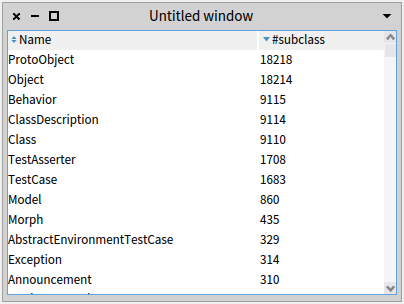 Untitled window
Name #subclass
ProtoObject 18218
Object 18214
Behavior 9115
ClassDescription 9114
Class 9110
TestAsserter 1708
TestCase 1683
Model 860
Morph 435
AbstractEnvironmentTestCase 329
Exception 314
Announcement 310